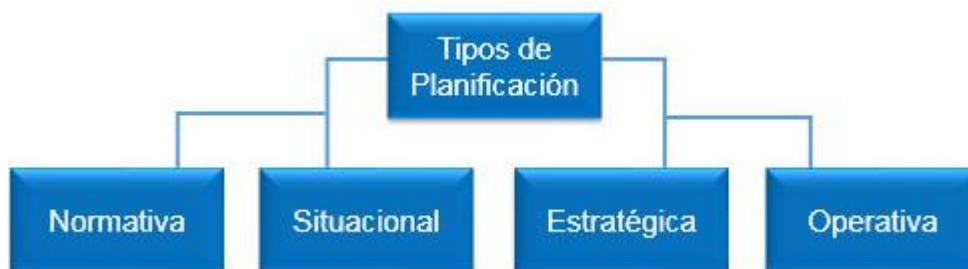 Tipos de
Planificación
Normativa
Situacional
Estratégica
Operativa